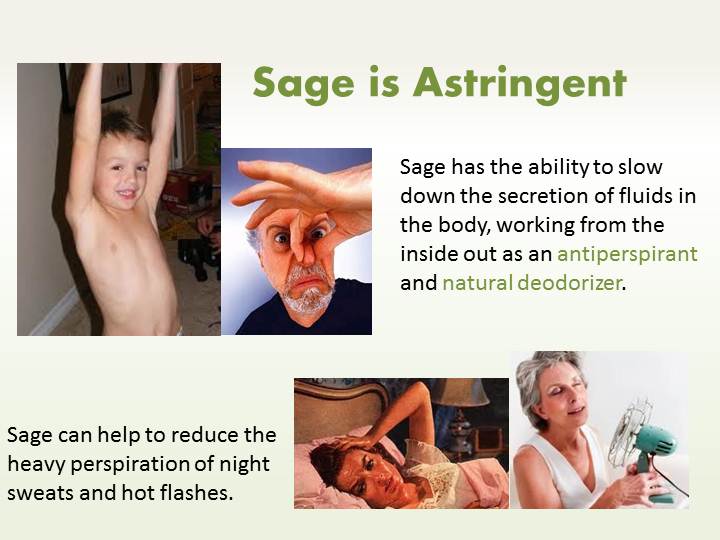 Sage is Astringent
Sage has the ability to slow
down the secretion of fluids in
the body, working from the
inside out as an antiperspirant
and natural deodorizer.
Sage can help to reduce the
heavy perspiration of night
sweats and hot flashes.